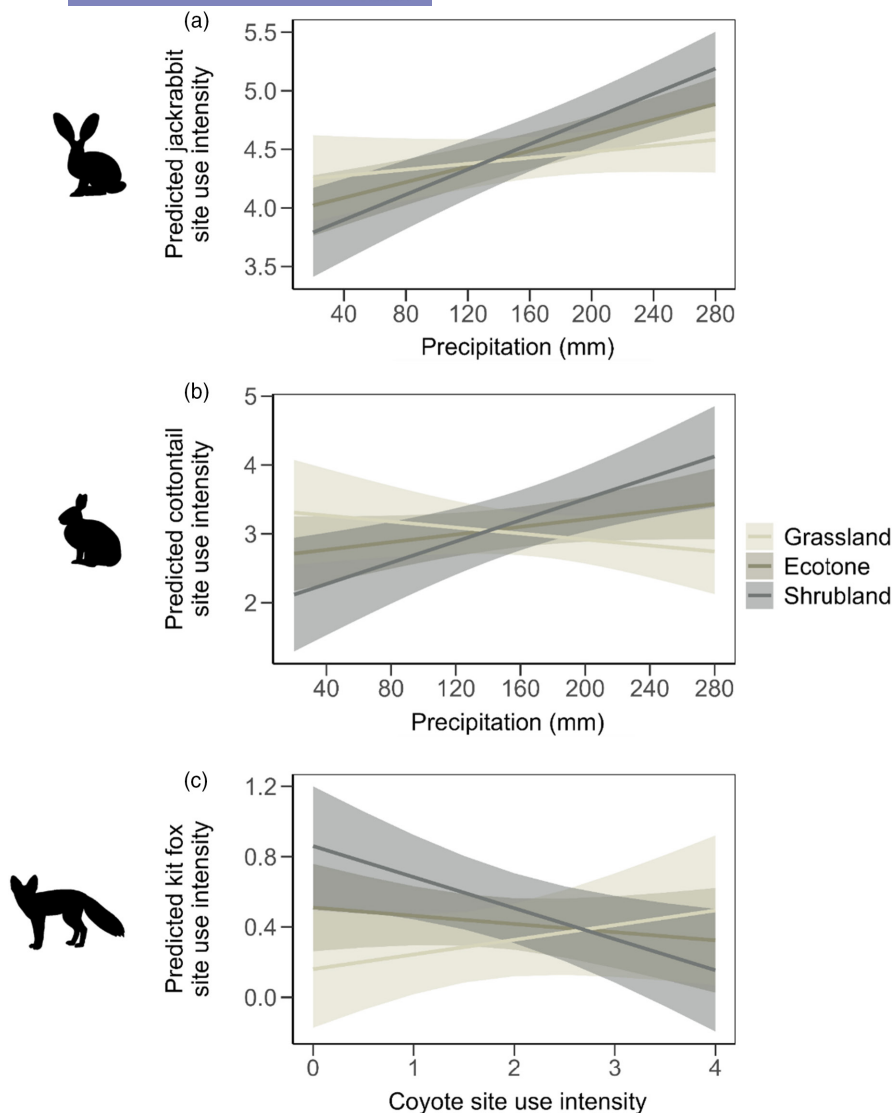 (a)
Predicted jackrabbit
site use intensity
5.5
5.0
4.5
4.0
3.5
40 80 120 160 200 240 280
Precipitation (mm)
(b)
Predicted cottontail
site use intensity
5
4
3
2
40 80 120 160 200 240 280
Precipitation (mm)
Grassland
Ecotone
Shrubland
(c)
Predicted kit fox
site use intensity
1.2
0.8
0.4
0.0
0 1 2 3 4
Coyote site use intensity